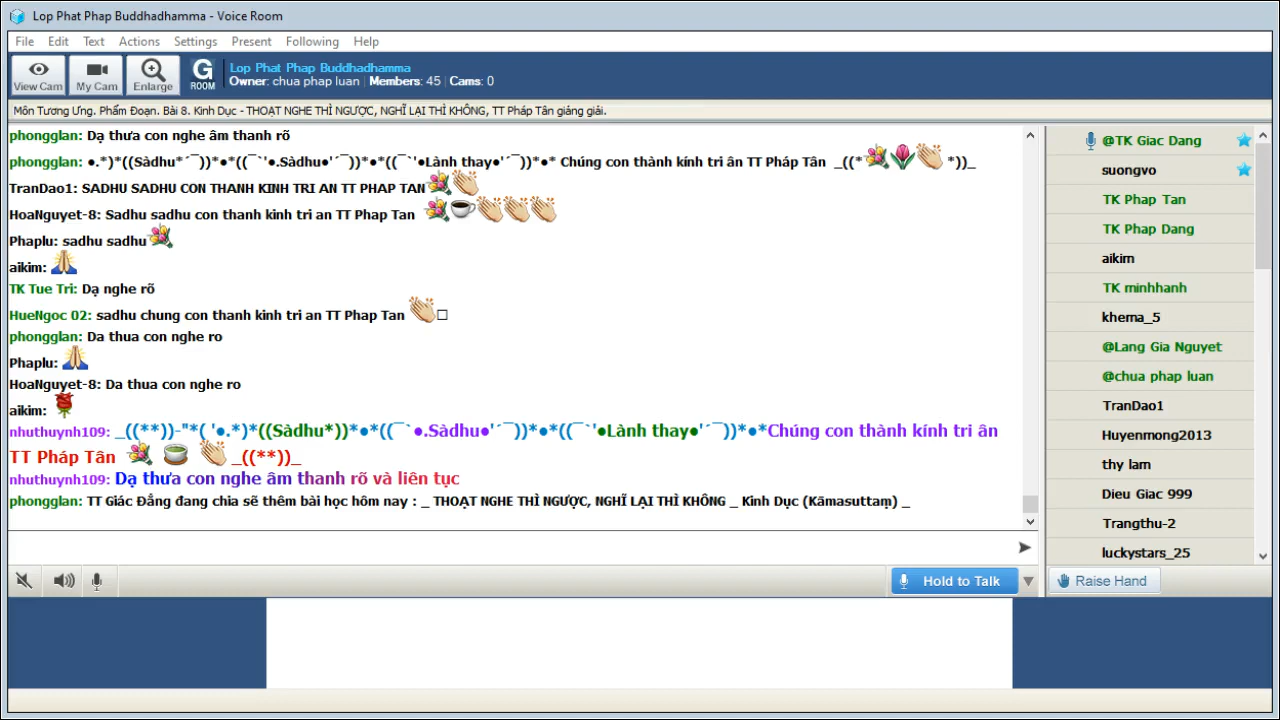 Lop Phat Phap Buddhadhamma - Voice Room
File Edit Text Actions Settings Present Following Help
View Cam My Cam Enlarge G ROOM
Lop Phat Phap Buddhadhamma
Owner: chua phap luan | Members: 45 | Cams: 0
Môn Tương Ưng. Phẩm Đoạn. Bài 8. Kinh Dục - THOẠT NGHE THÌ NGƯỢC, NGHĨ LẠI THÌ KHÔNG, TT Pháp Tân giảng giải.
phongglan: Dạ thưa con nghe âm thanh rõ
phongglan: ●.*)*((Sàdhu*´¯))*●*((¯`'●.Sàdhu●'´¯))*●*((¯`'●Lành thay●'´¯))*●* Chúng con thành kính tri ân TT Pháp Tân _((* *))_
TranDao1: SADHU SADHU CON THANH KINH TRI AN TT PHAP TAN
HoaNguyet-8: Sadhu sadhu con thanh kinh tri an TT Phap Tan
Phaplu: sadhu sadhu
aikim:
TK Tue Tri: Dạ nghe rõ
HueNgoc 02: sadhu chung con thanh kinh tri an TT Phap Tan
phongglan: Da thua con nghe ro
Phaplu:
HoaNguyet-8: Da thua con nghe ro
aikim:
nhuthuynh109: _((**))-"*( '●.*)*((Sàdhu*))*●*((¯`●.Sàdhu●'´¯))*●*((¯`'●Lành thay●'´¯))*●*Chúng con thành kính tri ân
TT Pháp Tân _((**))_
nhuthuynh109: Dạ thưa con nghe âm thanh rõ và liên tục
phongglan: TT Giác Đẳng đang chia sẽ thêm bài học hôm nay : _ THOẠT NGHE THÌ NGƯỢC, NGHĨ LẠI THÌ KHÔNG _ Kinh Dục (Kāmasuttaṃ) _
@TK Giac Dang
suongvo
TK Phap Tan
TK Phap Dang
aikim
TK minhhanh
khema_5
@Lang Gia Nguyet
@chua phap luan
TranDao1
Huyenmong2013
thy lam
Dieu Giac 999
Trangthu-2
luckystars_25
Hold to Talk
Raise Hand